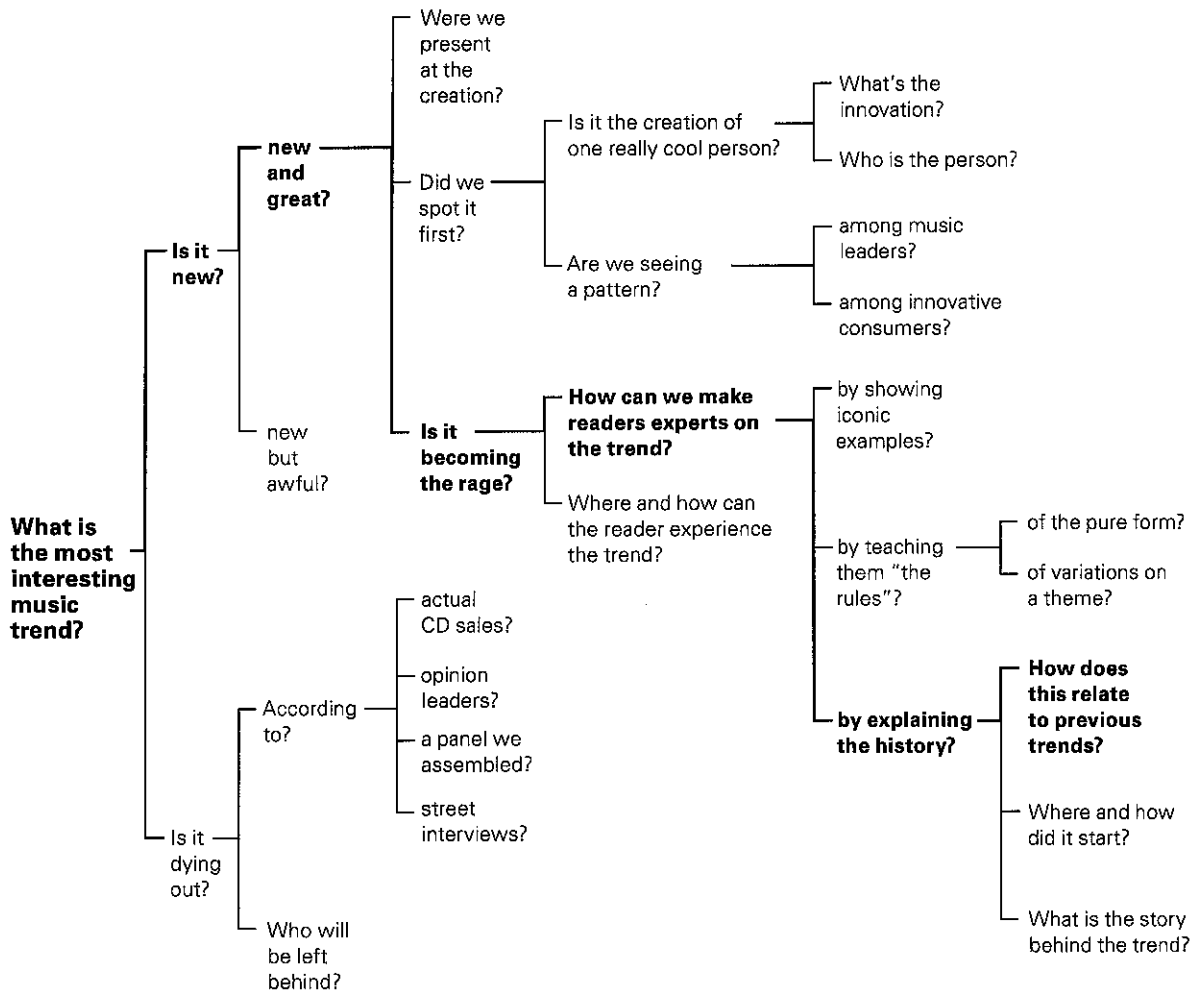 Were we
present
at the
creation?
What's the
innovation?
Is it the creation of
one really cool person?
Who is the person?
new
and
great?
Did we
spot it
first?
among music
leaders?
Is it
new?
Are we seeing
a pattern?
among innovative
consumers?
How can we make
readers experts on
the trend?
by showing
iconic
examples?
new
but
awful?
Is it
becoming
the rage?
Where and how can
the reader experience
the trend?
What is
the most
interesting
music
trend?
by teaching
them "the
rules"?
of the pure form?
of variations on
a theme?
actual
CD sales?
opinion
leaders?
According
to?
a panel we
assembled?
street
interviews?
by explaining
the history?
How does
this relate
to previous
trends?
Is it
dying
out?
Where and how
did it start?
Who will
be left
behind?
What is the story
behind the trend?